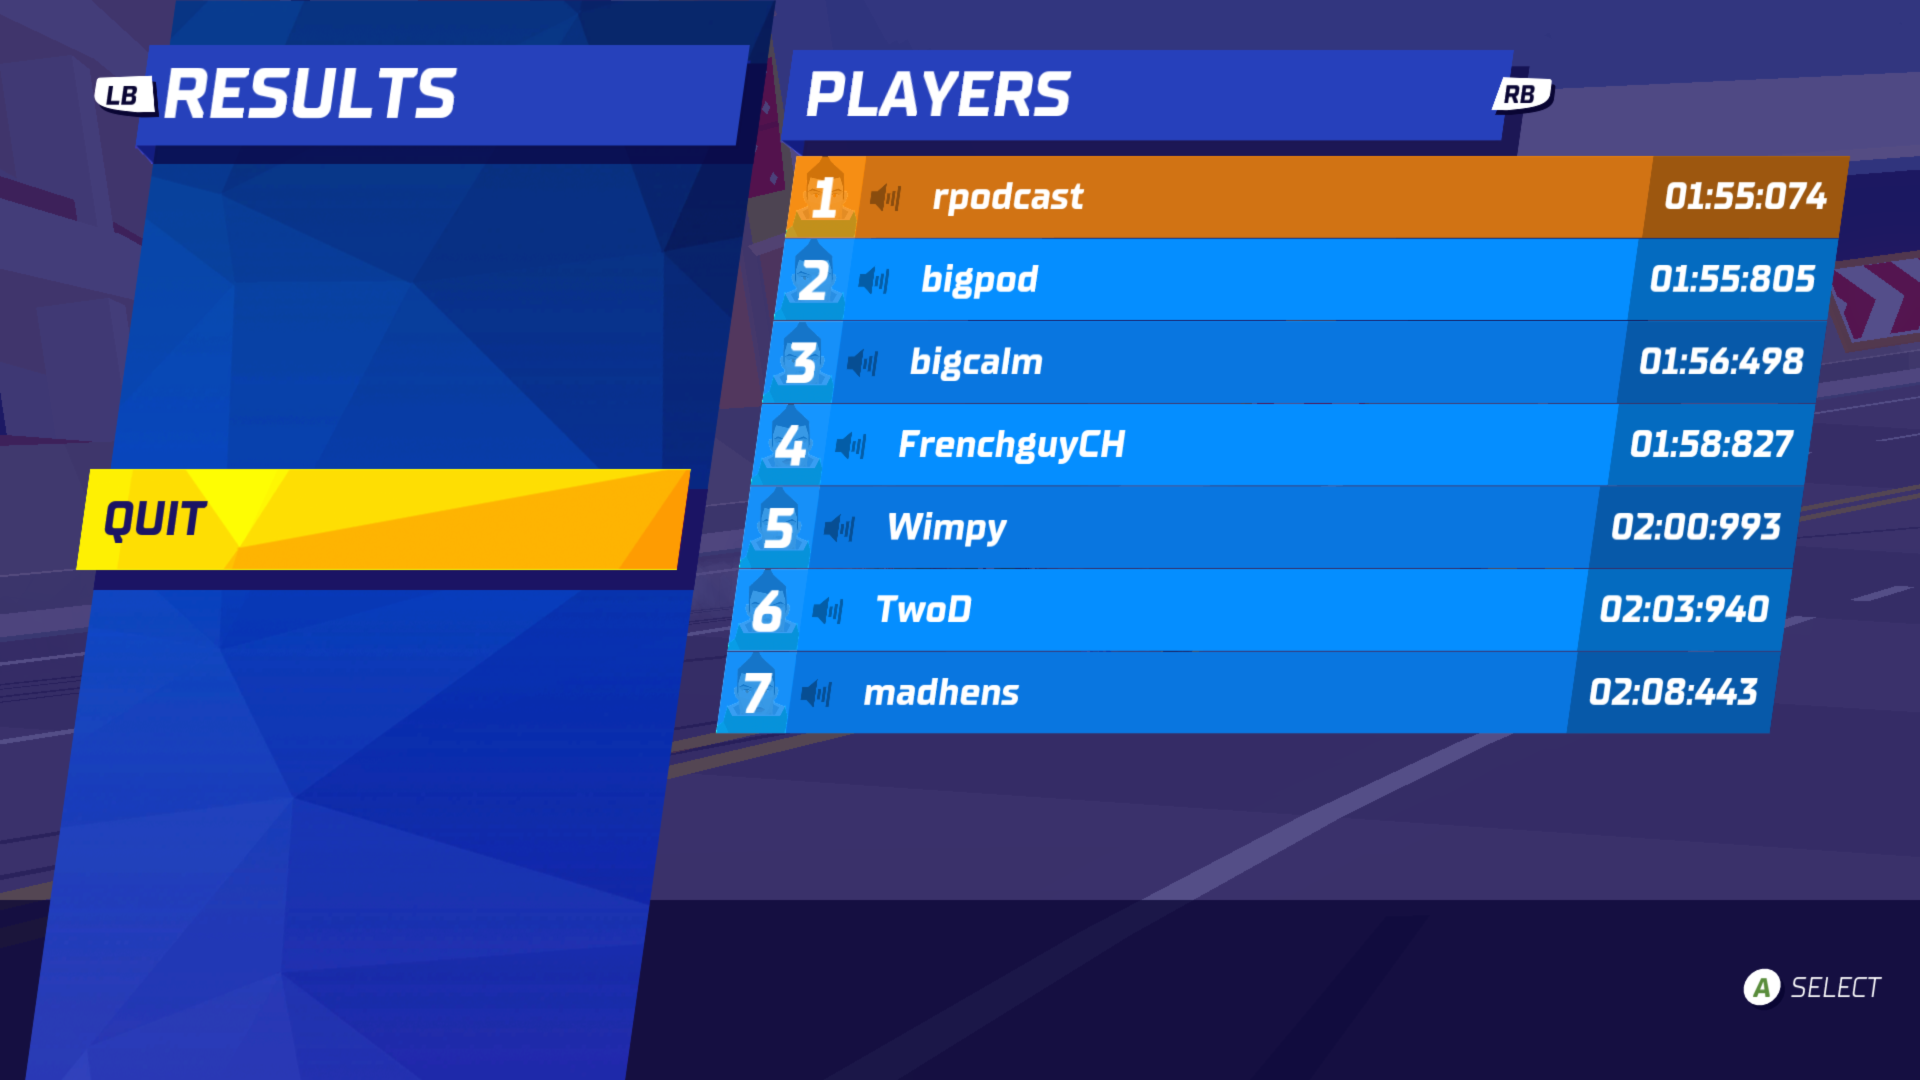 LB RESULTS
QUIT
PLAYERS RB
1 rpodcast 01:55:074
2 bigpod 01:55:805
3 bigcalm 01:56:498
4 FrenchguyCH 01:58:827
5 Wimpy 02:00:993
6 TwoD 02:03:940
7 madhens 02:08:443
A SELECT